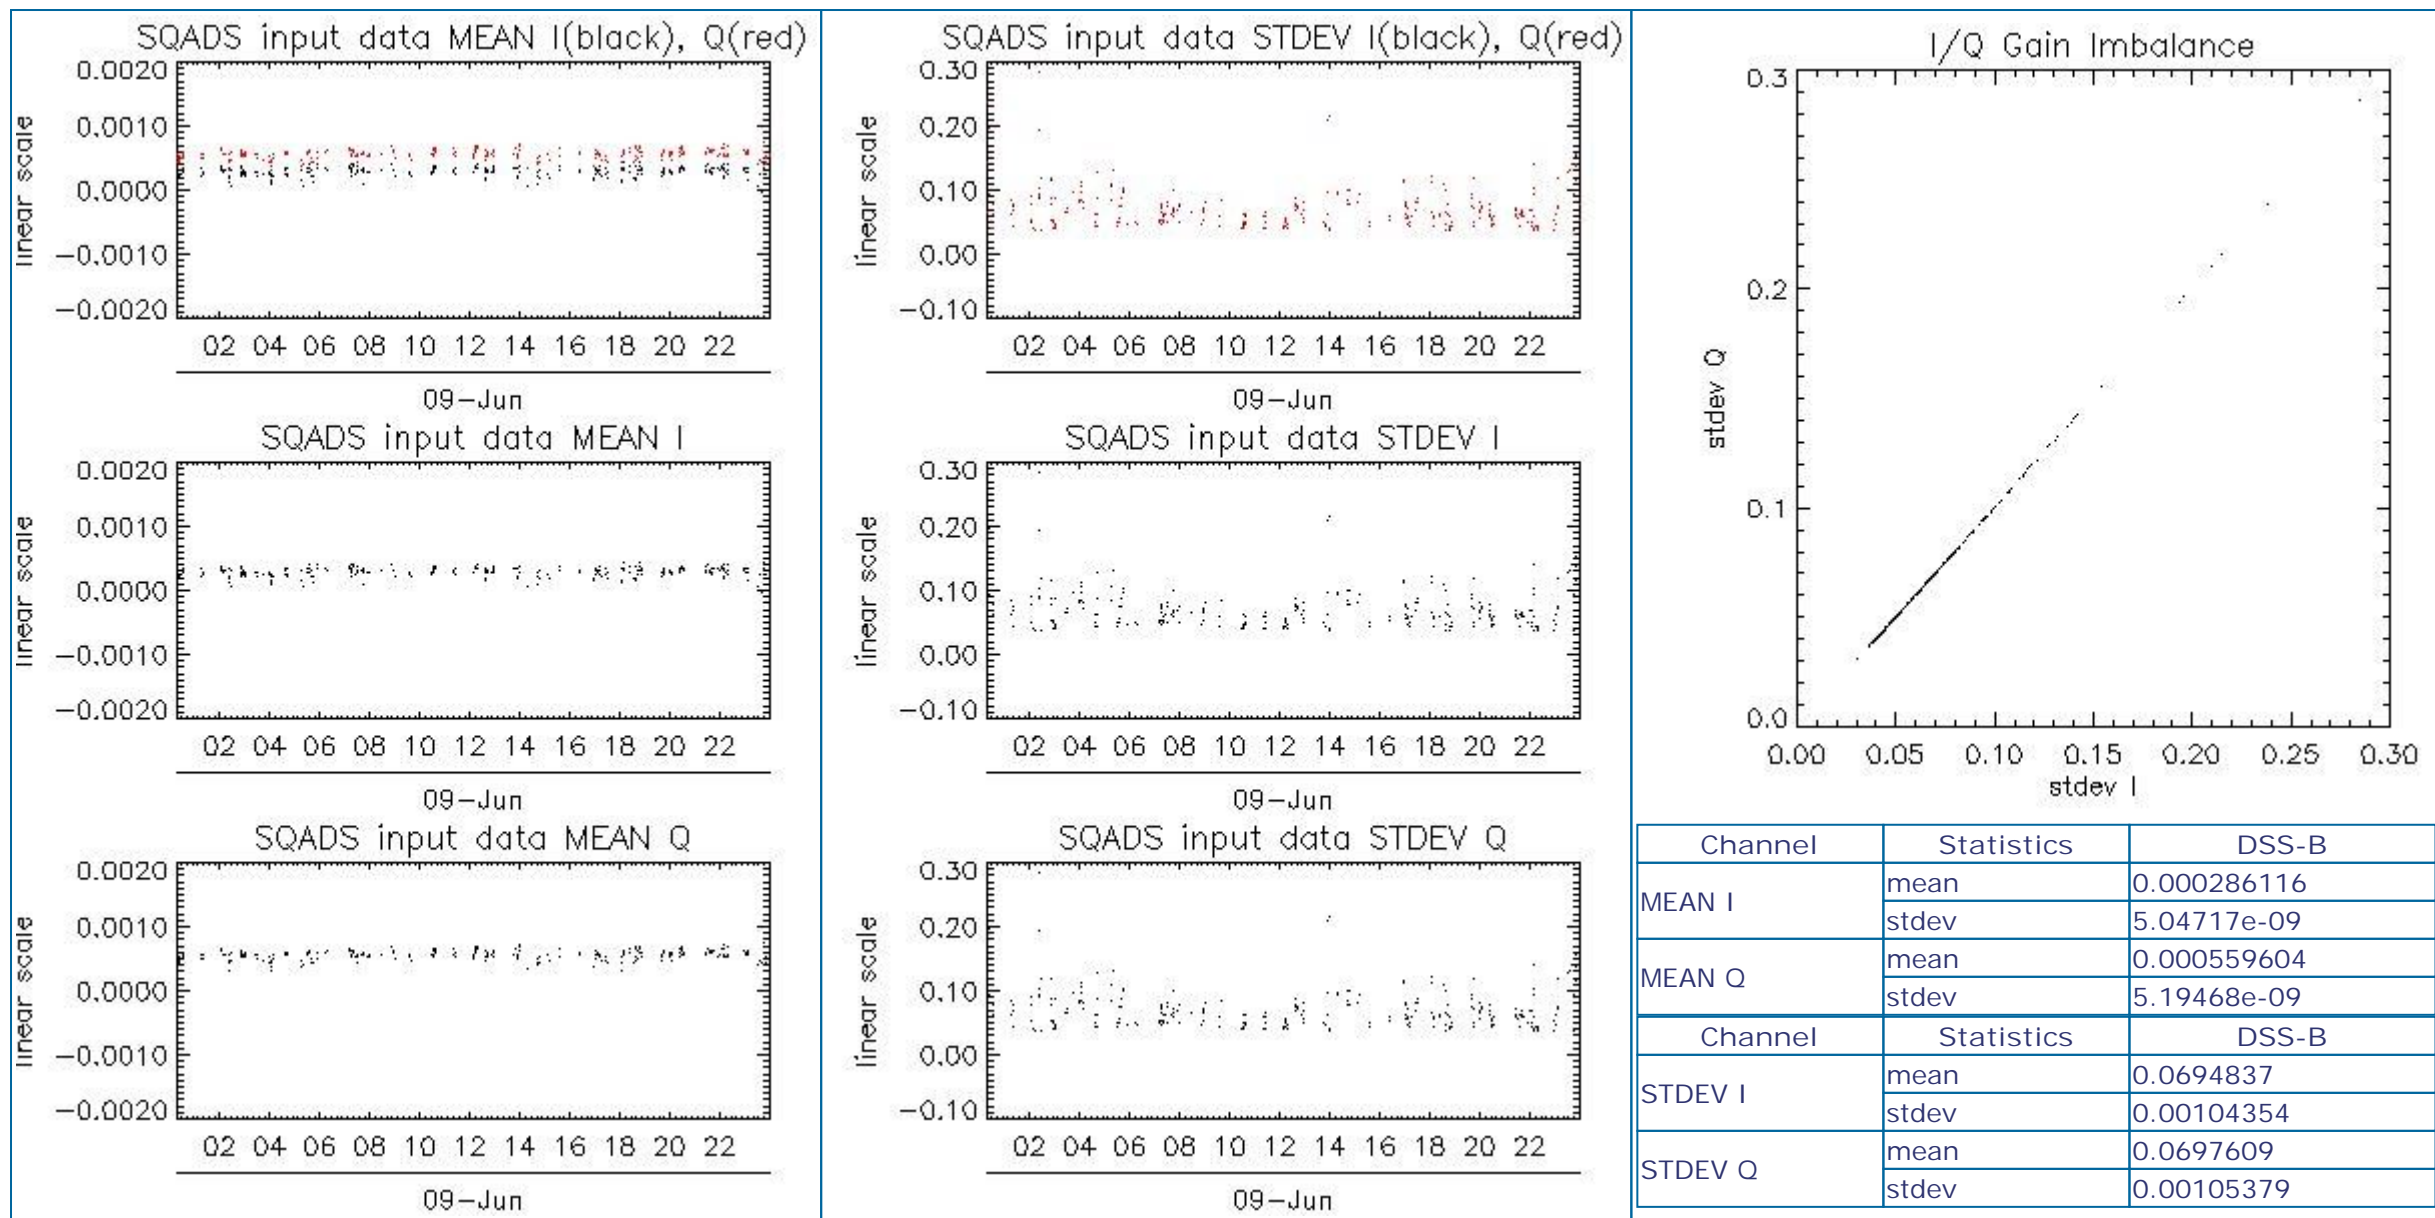 SQADS input data MEAN I(black), Q(red)
0.0020
0.0010
0.0000
−0.0010
−0.0020
linear scale
02 04 06 08 10 12 14 16 18 20 22
09−Jun
SQADS input data MEAN I
0.0020
0.0010
0.0000
−0.0010
−0.0020
linear scale
02 04 06 08 10 12 14 16 18 20 22
09−Jun
SQADS input data MEAN Q
0.0020
0.0010
0.0000
−0.0010
−0.0020
linear scale
02 04 06 08 10 12 14 16 18 20 22
09−Jun
SQADS input data STDEV I(black), Q(red)
0.30
0.20
0.10
0.00
−0.10
linear scale
02 04 06 08 10 12 14 16 18 20 22
09−Jun
SQADS input data STDEV I
0.30
0.20
0.10
0.00
−0.10
linear scale
02 04 06 08 10 12 14 16 18 20 22
09−Jun
SQADS input data STDEV Q
0.30
0.20
0.10
0.00
−0.10
linear scale
02 04 06 08 10 12 14 16 18 20 22
09−Jun
I/Q Gain Imbalance
0.3
0.2
0.1
0.0
stdev Q
0.00 0.05 0.10 0.15 0.20 0.25 0.30
stdev I
Channel Statistics DSS-B
MEAN I mean 0.000286116
stdev 5.04717e-09
MEAN Q mean 0.000559604
stdev 5.19468e-09
Channel Statistics DSS-B
STDEV I mean 0.0694837
stdev 0.00104354
STDEV Q mean 0.0697609
stdev 0.00105379